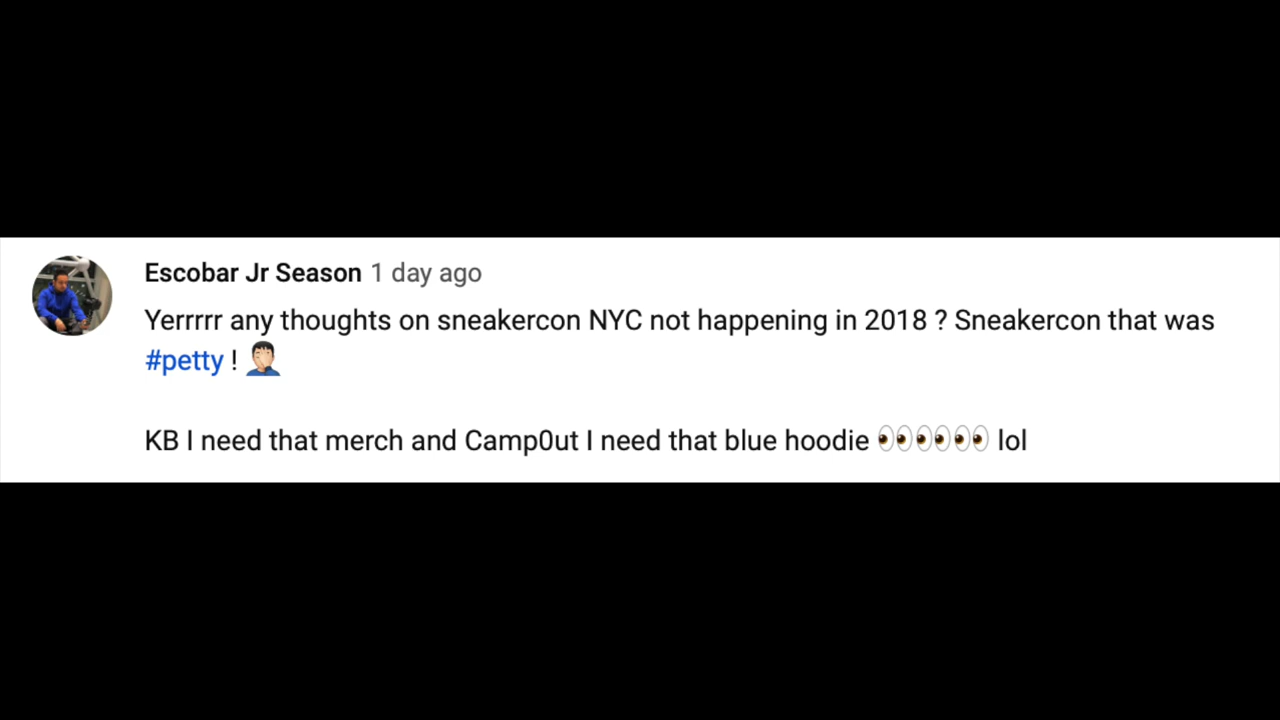 Escobar Jr Season 1 day ago
Yerrrrr any thoughts on sneakercon NYC not happening in 2018 ? Sneakercon that was
#petty ! 🤦🏻‍♂️
KB I need that merch and Camp0ut I need that blue hoodie 👀👀👀 lol